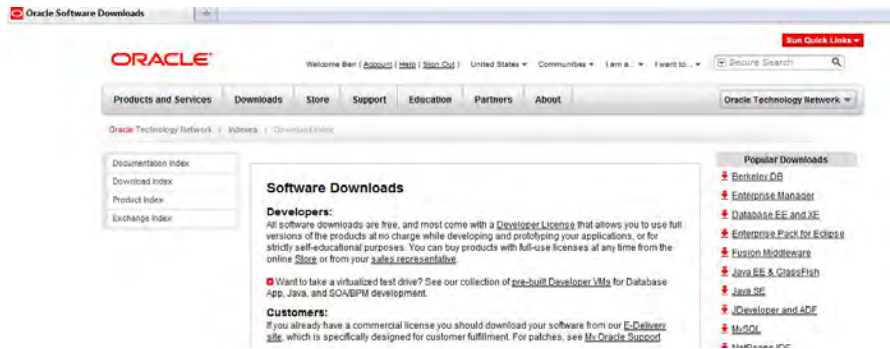 Oracle Software Downloads
Sun Quick Links
ORACLE
Welcome Ben ( Account | Help | Sign Out ) United States Communities I am a... I want to...
Secure Search
Products and Services Downloads Store Support Education Partners About
Oracle Technology Network
Oracle Technology Network Indexes Download Index
Documentation Index
Download Index
Product Index
Exchange Index
Software Downloads
Developers:
All software downloads are free, and most come with a Developer License that allows you to use full
versions of the products at no charge while developing and prototyping your applications, or for
strictly self-educational purposes. You can buy products with full-use licenses at any time from the
online Store or from your sales representative.
Want to take a virtualized test drive? See our collection of pre-built Developer VMs for Database
App, Java, and SOA/BPM development.
Customers:
If you already have a commercial license you should download your software from our E-Delivery
site, which is specifically designed for customer fulfillment. For patches, see My Oracle Support
Popular Downloads
Berkeley DB
Enterprise Manager
Database EE and XE
Enterprise Pack for Eclipse
Fusion Middleware
Java EE & GlassFish
Java SE
JDeveloper and ADF
MySQL
NetBeans IDE